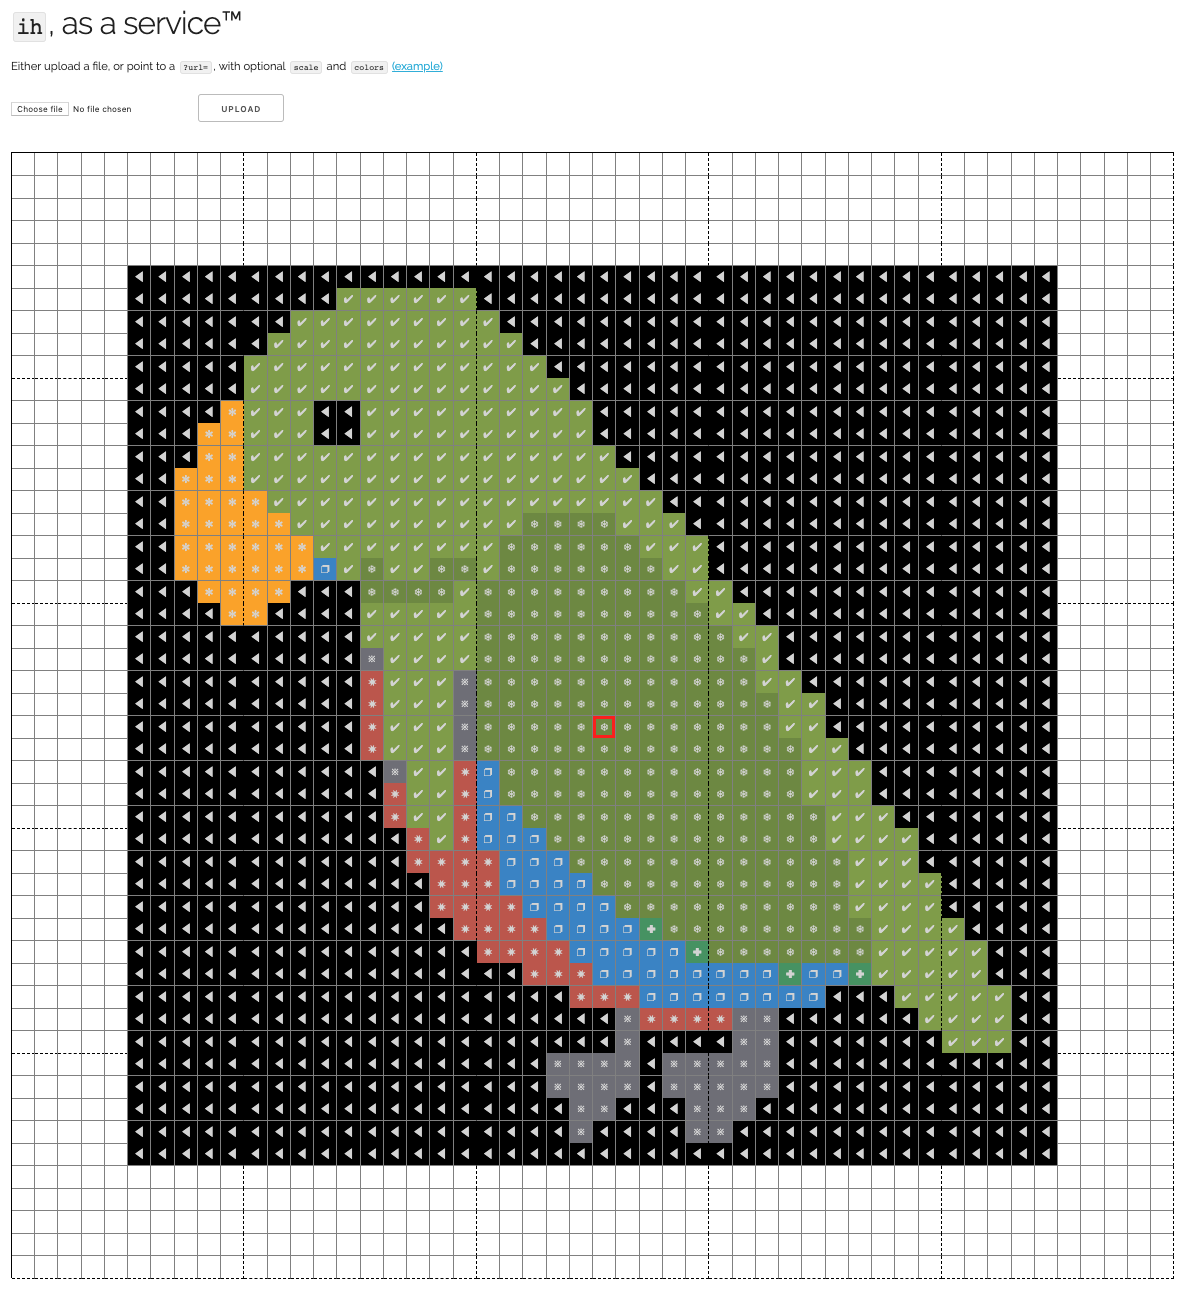 ih, as a service™
Either upload a file, or point to a ?url=, with optional scale and colors (example)
Choose file No file chosen UPLOAD